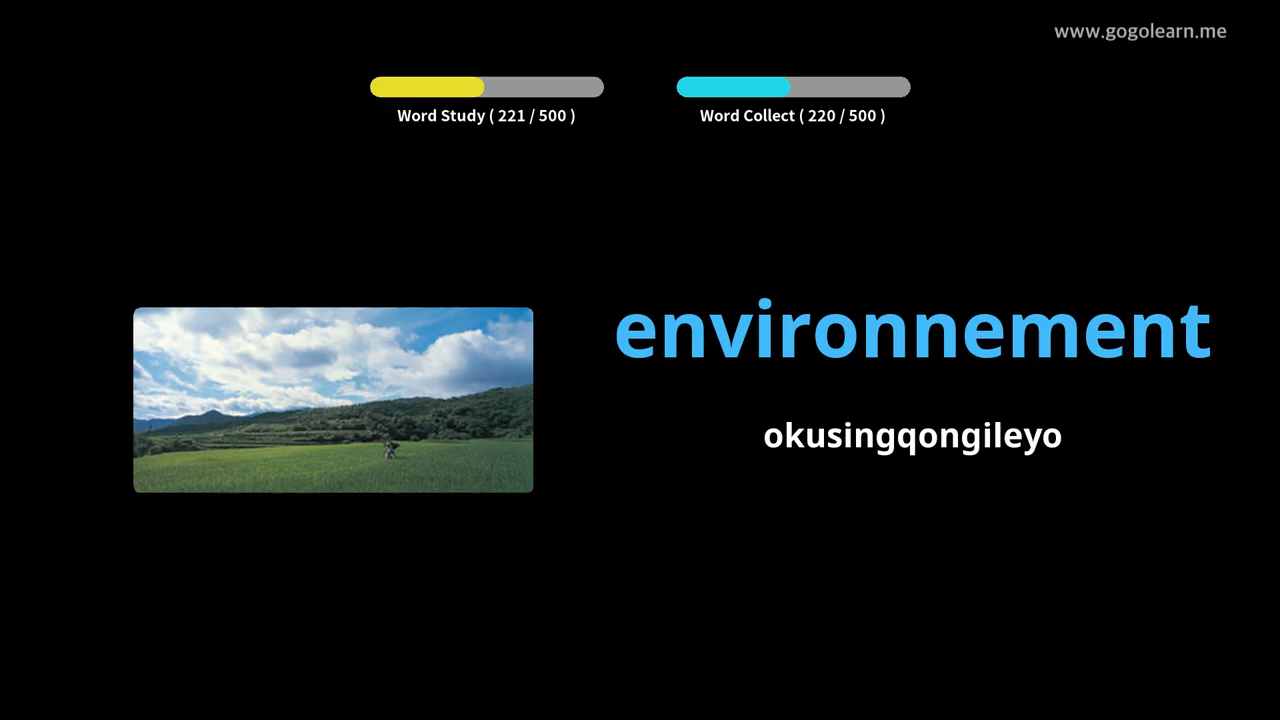 www.gogolearn.me
Word Study ( 221 / 500 )
Word Collect ( 220 / 500 )
environnement
okusingqongileyo